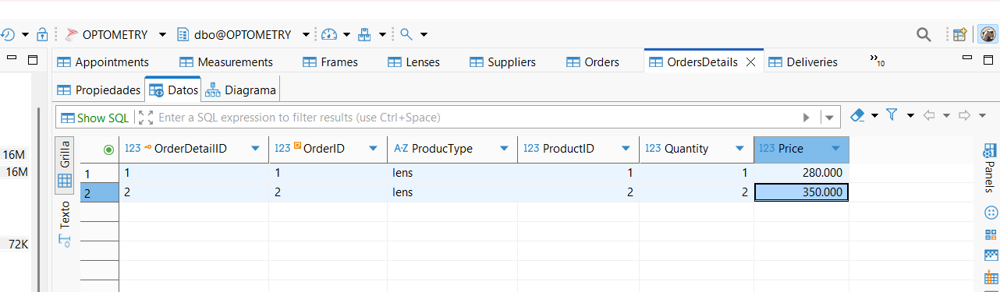 OPTOMETRY dbo@OPTOMETRY
Appointments Measurements Frames Lenses Suppliers Orders OrdersDetails Deliveries »10
Propiedades Datos Diagrama
Show SQL Enter a SQL expression to filter results (use Ctrl+Space)
Grilla
Texto
123 OrderDetailID 123 OrderID A-Z ProducType 123 ProductID 123 Quantity 123 Price
1 1 1 lens 1 1 280.000
2 2 2 lens 2 2 350.000
16M
16M
72K
Panels